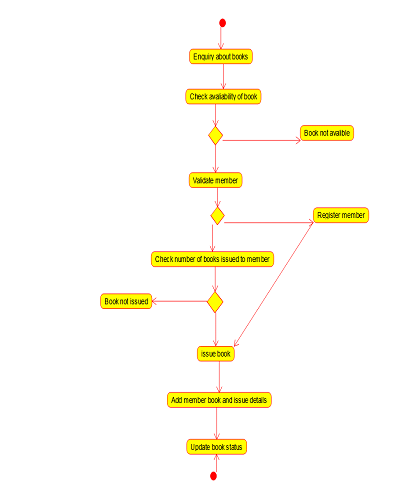 Enquiry about books
Check availability of book
Book not avaible
Validate member
Register member
Check number of books issued to member
Book not issued
issue book
Add member book and issue details
Update book status